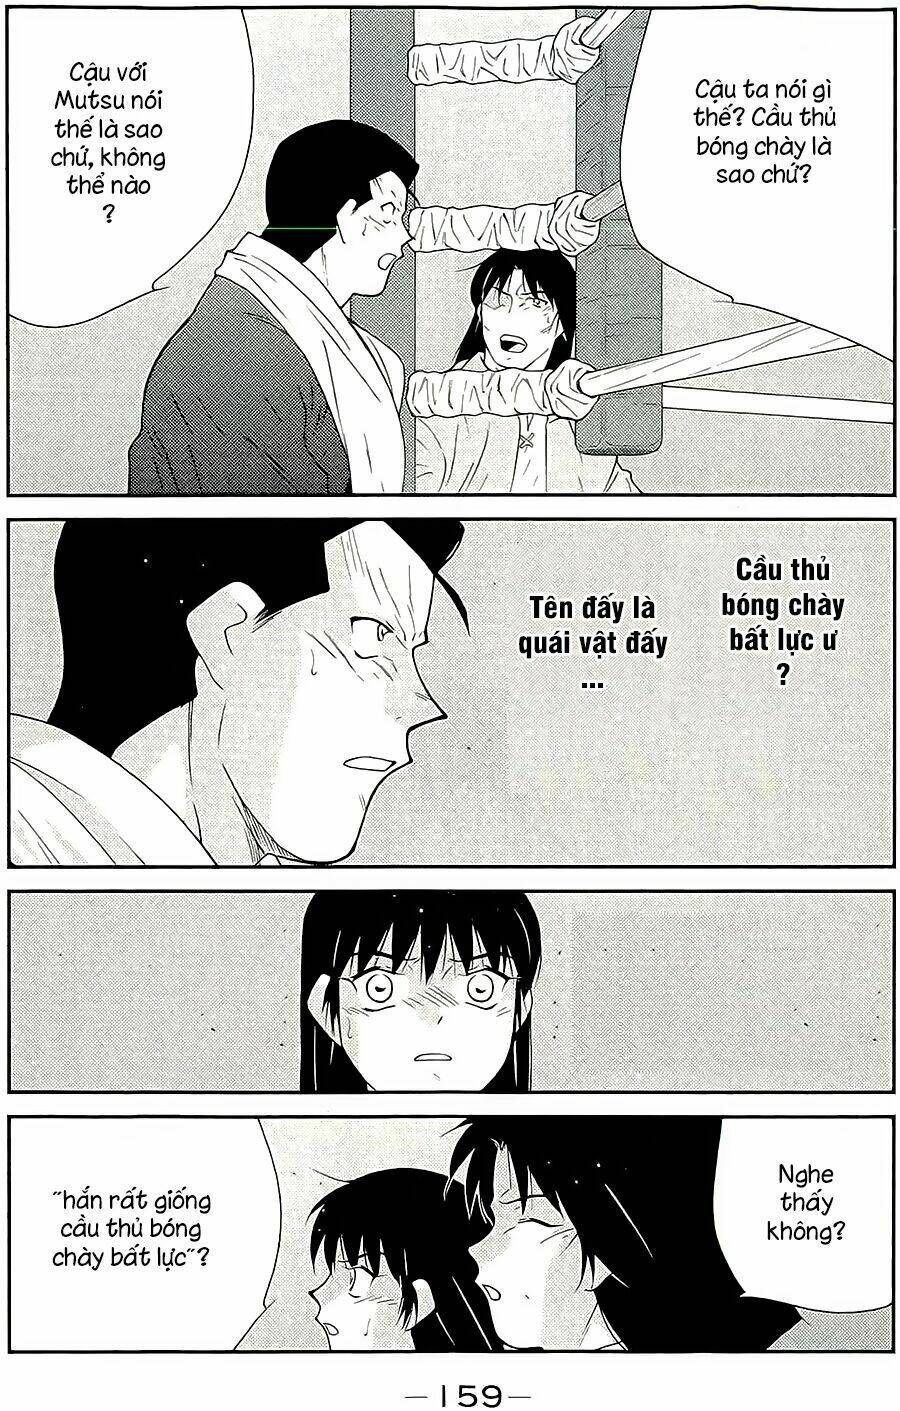 Cậu ta nói gì
thế? Cầu thủ
bóng chày là
sao chứ?
Cậu với
Mutsu nói
thế là sao
chứ, không
thể nào
?
Cầu thủ
bóng chày
bất lực ư
?
Tên đấy là
quái vật đấy
...
Nghe
thấy
không?
"hắn rất giống
cầu thủ bóng
chày bất lực"?
— 159 —